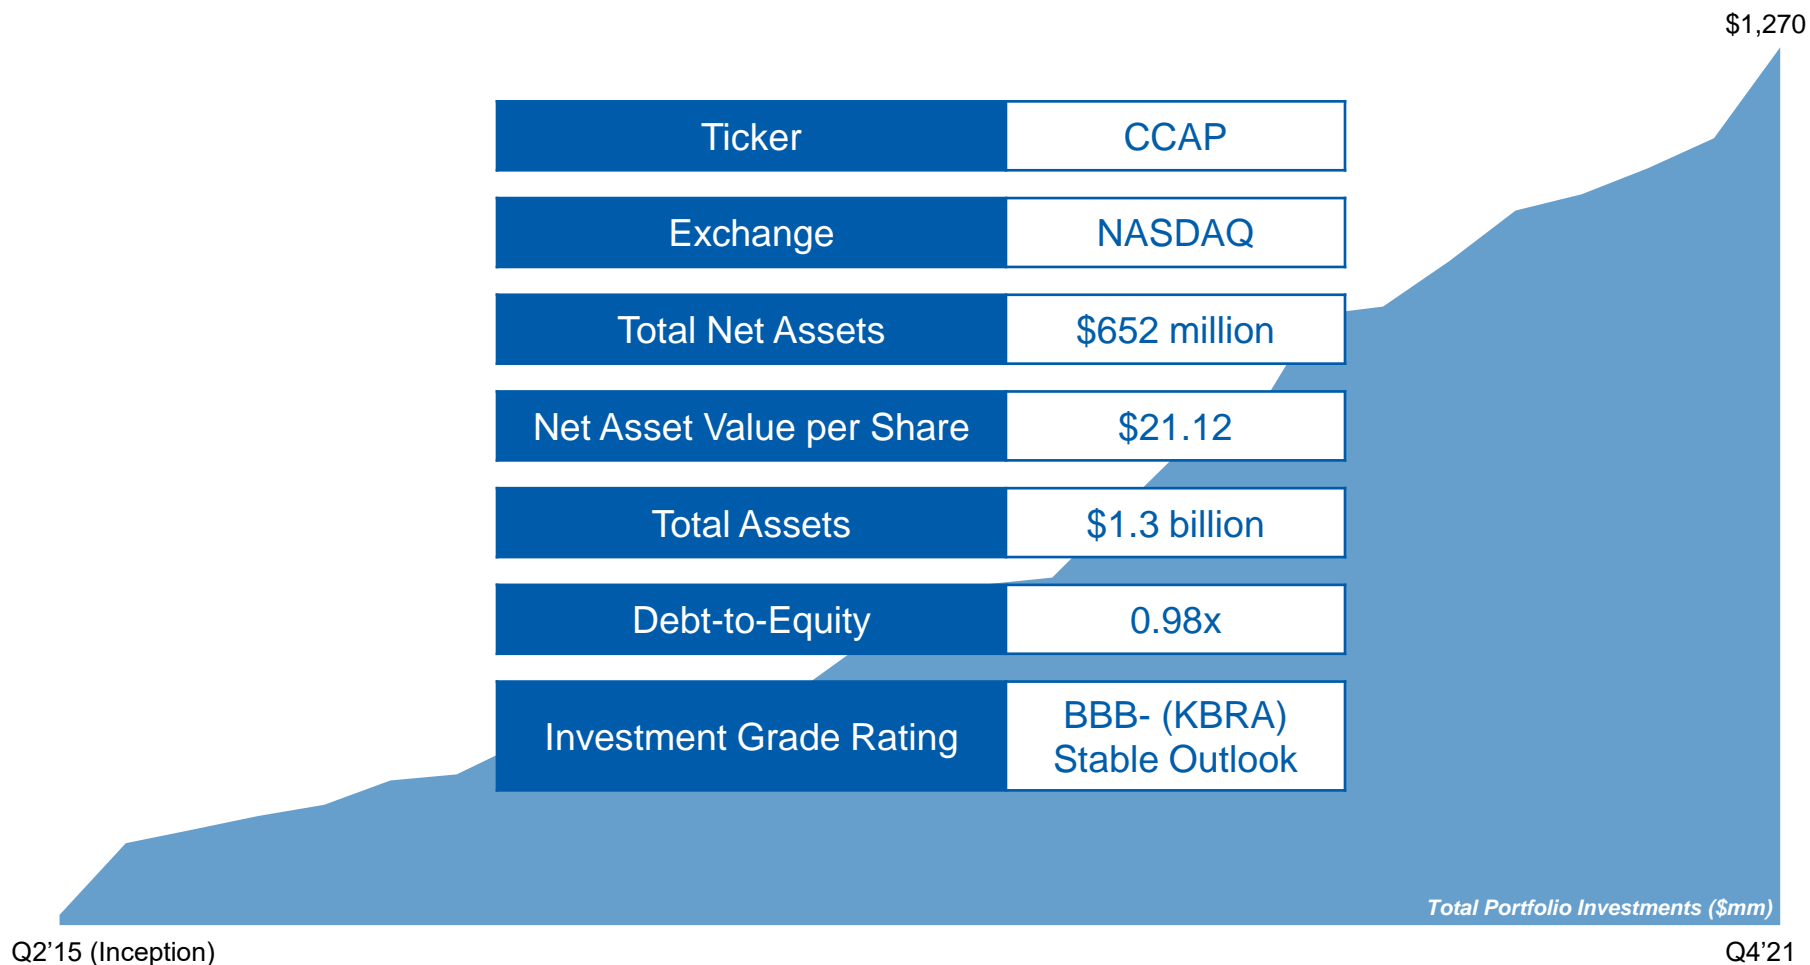 $1,270
Ticker CCAP
Exchange NASDAQ
Total Net Assets $652 million
Net Asset Value per Share $21.12
Total Assets $1.3 billion
Debt-to-Equity 0.98x
Investment Grade Rating BBB- (KBRA)
Stable Outlook
Total Portfolio Investments ($mm)
Q2’15 (Inception) Q4’21